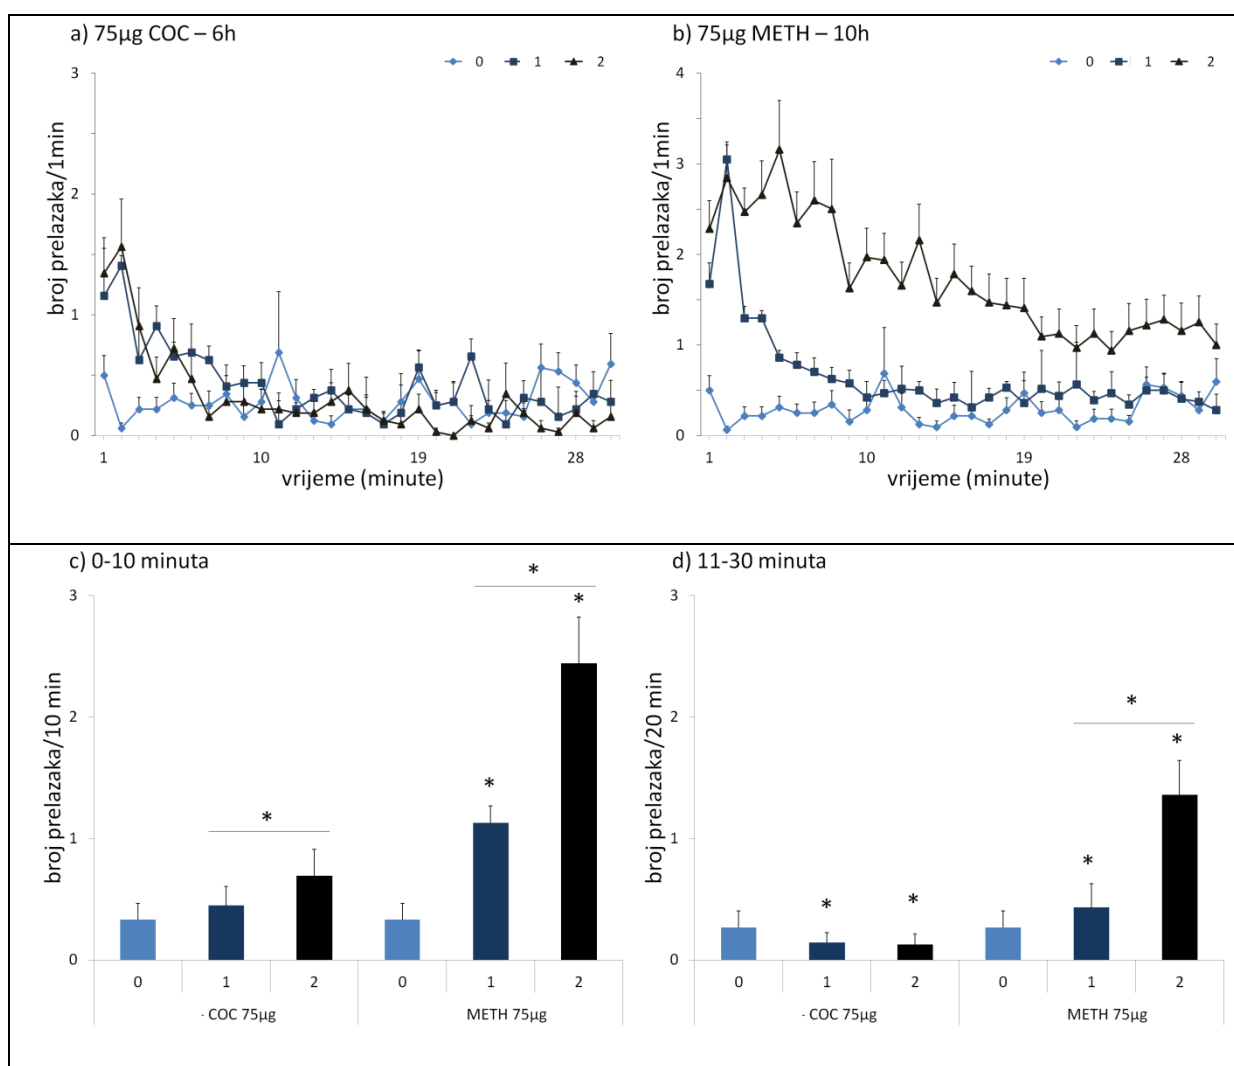 a) 75µg COC – 6h
0 1 2
3
2
1
0
broj prelazaka/1min
1 10 19 28
vrijeme (minute)
b) 75µg METH – 10h
0 1 2
4
3
2
1
0
broj prelazaka/1min
1 10 19 28
vrijeme (minute)
c) 0-10 minuta
3
2
1
0
broj prelazaka/10 min
* * * *
0 1 2 0 1 2
- COC 75µg METH 75µg
d) 11-30 minuta
3
2
1
0
broj prelazaka/20 min
* * * * *
0 1 2 0 1 2
- COC 75µg METH 75µg